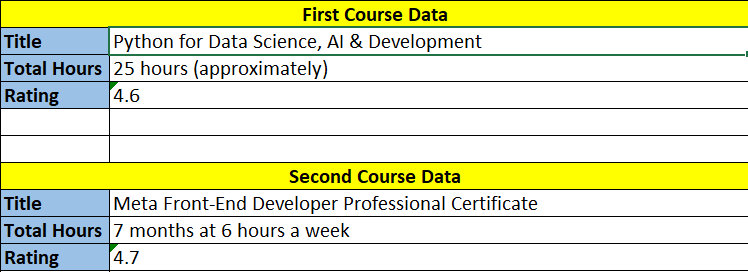 First Course Data
Title Python for Data Science, AI & Development
Total Hours 25 hours (approximately)
Rating 4.6
Second Course Data
Title Meta Front-End Developer Professional Certificate
Total Hours 7 months at 6 hours a week
Rating 4.7